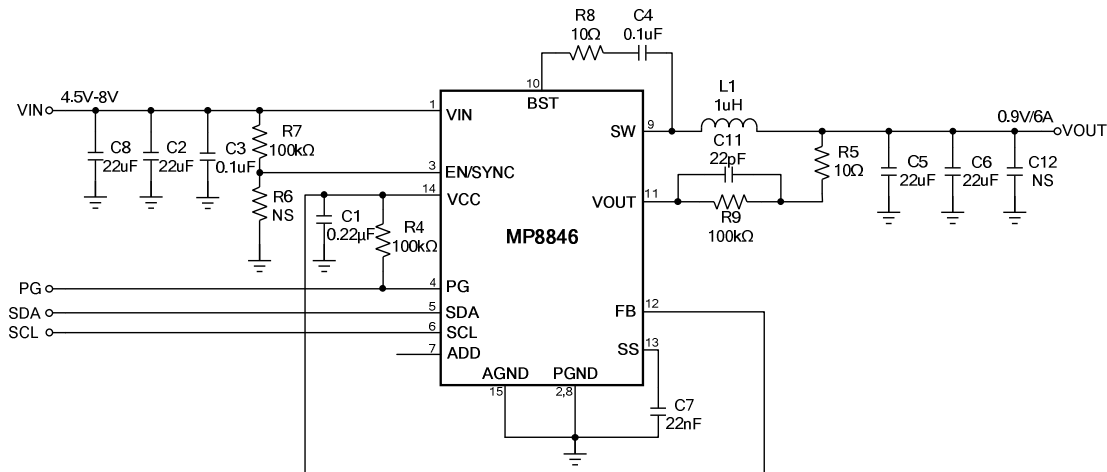 R8
10Ω
C4
0.1uF
10
BST
L1
1uH
VIN
4.5V-8V
1
VIN
SW
9
0.9V/6A
VOUT
C8
22uF
C2
22uF
C3
0.1uF
R7
100kΩ
C11
22pF
R5
10Ω
C5
22uF
C6
22uF
C12
NS
3
EN/SYNC
R6
NS
14
VCC
VOUT
11
R9
100kΩ
C1
0.22µF
R4
100kΩ
MP8846
PG
4
PG
SDA
5
SDA
SCL
6
SCL
7
ADD
FB
12
SS
13
AGND
15
PGND
2,8
C7
22nF